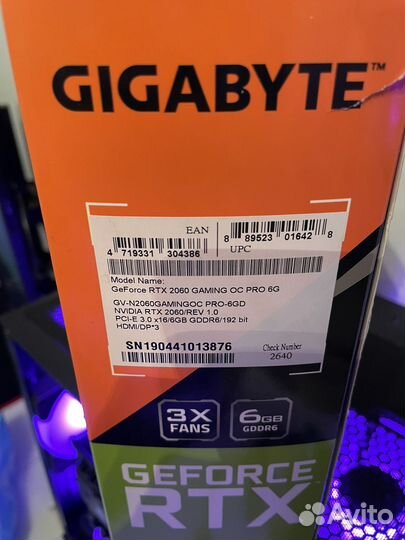 GIGABYTE™
EAN
4 719331 304386
8 89523 01642 8
UPC
Model Name:
GeForce RTX 2060 GAMING OC PRO 6G
GV-N2060GAMINGOC PRO-6GD
NVIDIA RTX 2060/REV 1.0
PCI-E 3.0 x16/6GB GDDR6/192 bit
HDMI/DP*3
SN190441013876
Check Number
2640
3X
FANS
6GB
GDDR6
GEFORCE
RTX
Avito